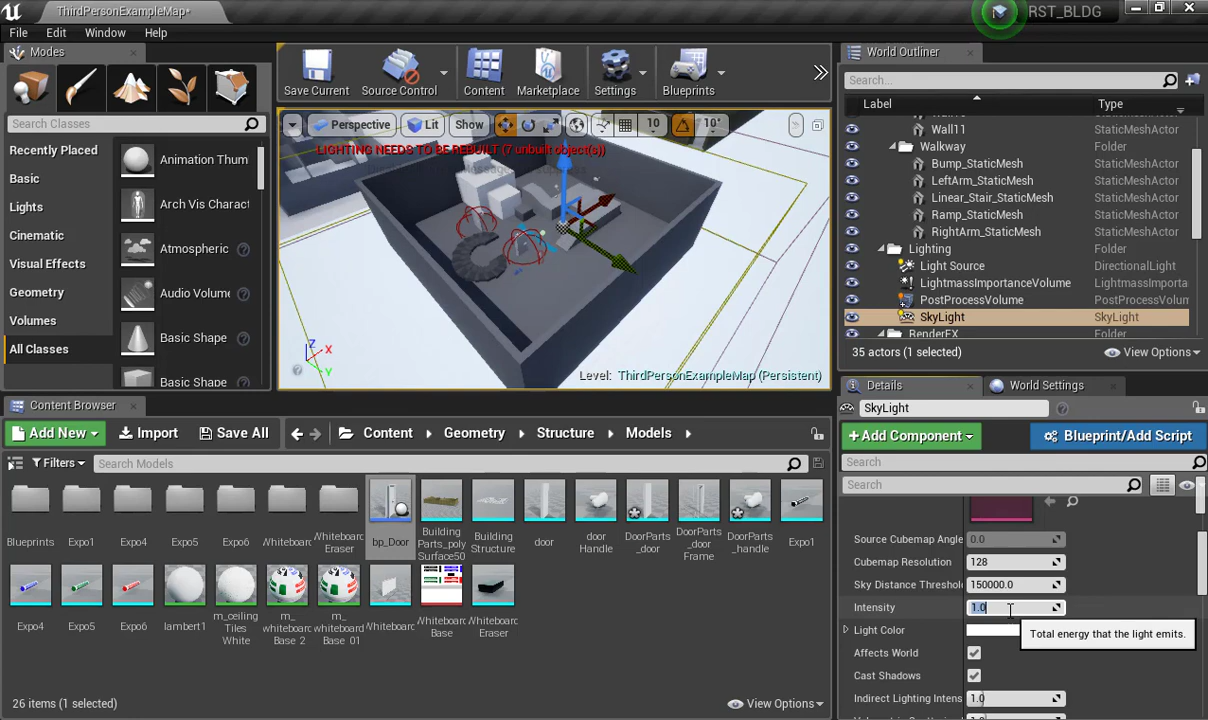 ThirdPersonExampleMap*
RST_BLDG
File Edit Window Help
Modes
Search Classes
Recently Placed
Basic
Lights
Cinematic
Visual Effects
Geometry
Volumes
All Classes
Animation Thum
Arch Vis Charact
Atmospheric
Audio Volume
Basic Shape
Basic Shape
Save Current
Source Control
Content
Marketplace
Settings
Blueprints
Perspective Lit Show 10 10°
LIGHTING NEEDS TO BE REBUILT (7 unbuilt object(s))
Z
X
Y
Level: ThirdPersonExampleMap (Persistent)
World Outliner
Search...
Label Type
Wall11 StaticMeshActor
Walkway Folder
Bump_StaticMesh StaticMeshActor
LeftArm_StaticMesh StaticMeshActor
Linear_Stair_StaticMesh StaticMeshActor
Ramp_StaticMesh StaticMeshActor
RightArm_StaticMesh StaticMeshActor
Lighting Folder
Light Source DirectionalLight
LightmassImportanceVolume LightmassImporta
PostProcessVolume PostProcessVolum
SkyLight SkyLight
RenderFX Folder
35 actors (1 selected) View Options
Content Browser
Add New Import Save All Content Geometry Structure Models
Filters Search Models
Blueprints
Expo1
Expo4
Expo5
Expo6
Whiteboard
Whiteboard
Eraser
bp_Door
Building
Parts_poly
Surface50
Building
Structure
door
door
Handle
DoorParts
_door
DoorParts
_door
Frame
DoorParts
_handle
Expo1
Expo4
Expo5
Expo6
lambert1
m_ceiling
Tiles
White
m_
whiteboard
Base_2
m_
whiteboard
Base_01
Whiteboard
Whiteboard
Base
Whiteboard
Eraser
26 items (1 selected) View Options
Details World Settings
SkyLight
Add Component Blueprint/Add Script
Search
Search
Source Cubemap Angle 0.0
Cubemap Resolution 128
Sky Distance Threshold 150000.0
Intensity 1.0
Light Color
Total energy that the light emits.
Affects World
Cast Shadows
Indirect Lighting Intens 1.0